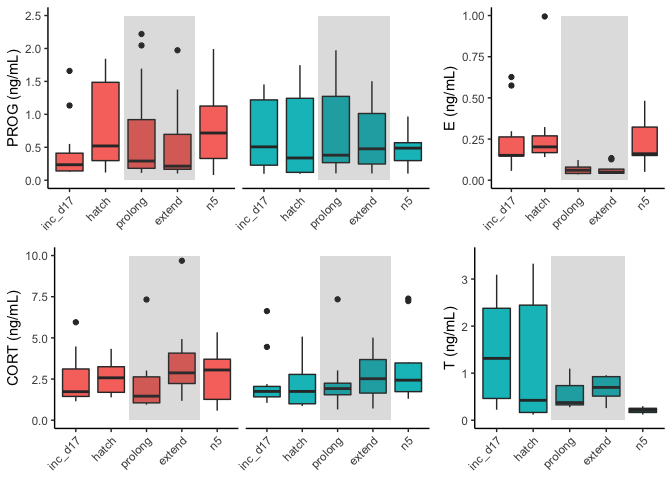 PROG (ng/mL)
2.5
2.0
1.5
1.0
0.5
0.0
inc_d17
hatch
prolong
extend
n5
inc_d17
hatch
prolong
extend
n5
E (ng/mL)
1.00
0.75
0.50
0.25
0.00
inc_d17
hatch
prolong
extend
n5
CORT (ng/mL)
10.0
7.5
5.0
2.5
0.0
inc_d17
hatch
prolong
extend
n5
inc_d17
hatch
prolong
extend
n5
T (ng/mL)
3
2
1
0
inc_d17
hatch
prolong
extend
n5